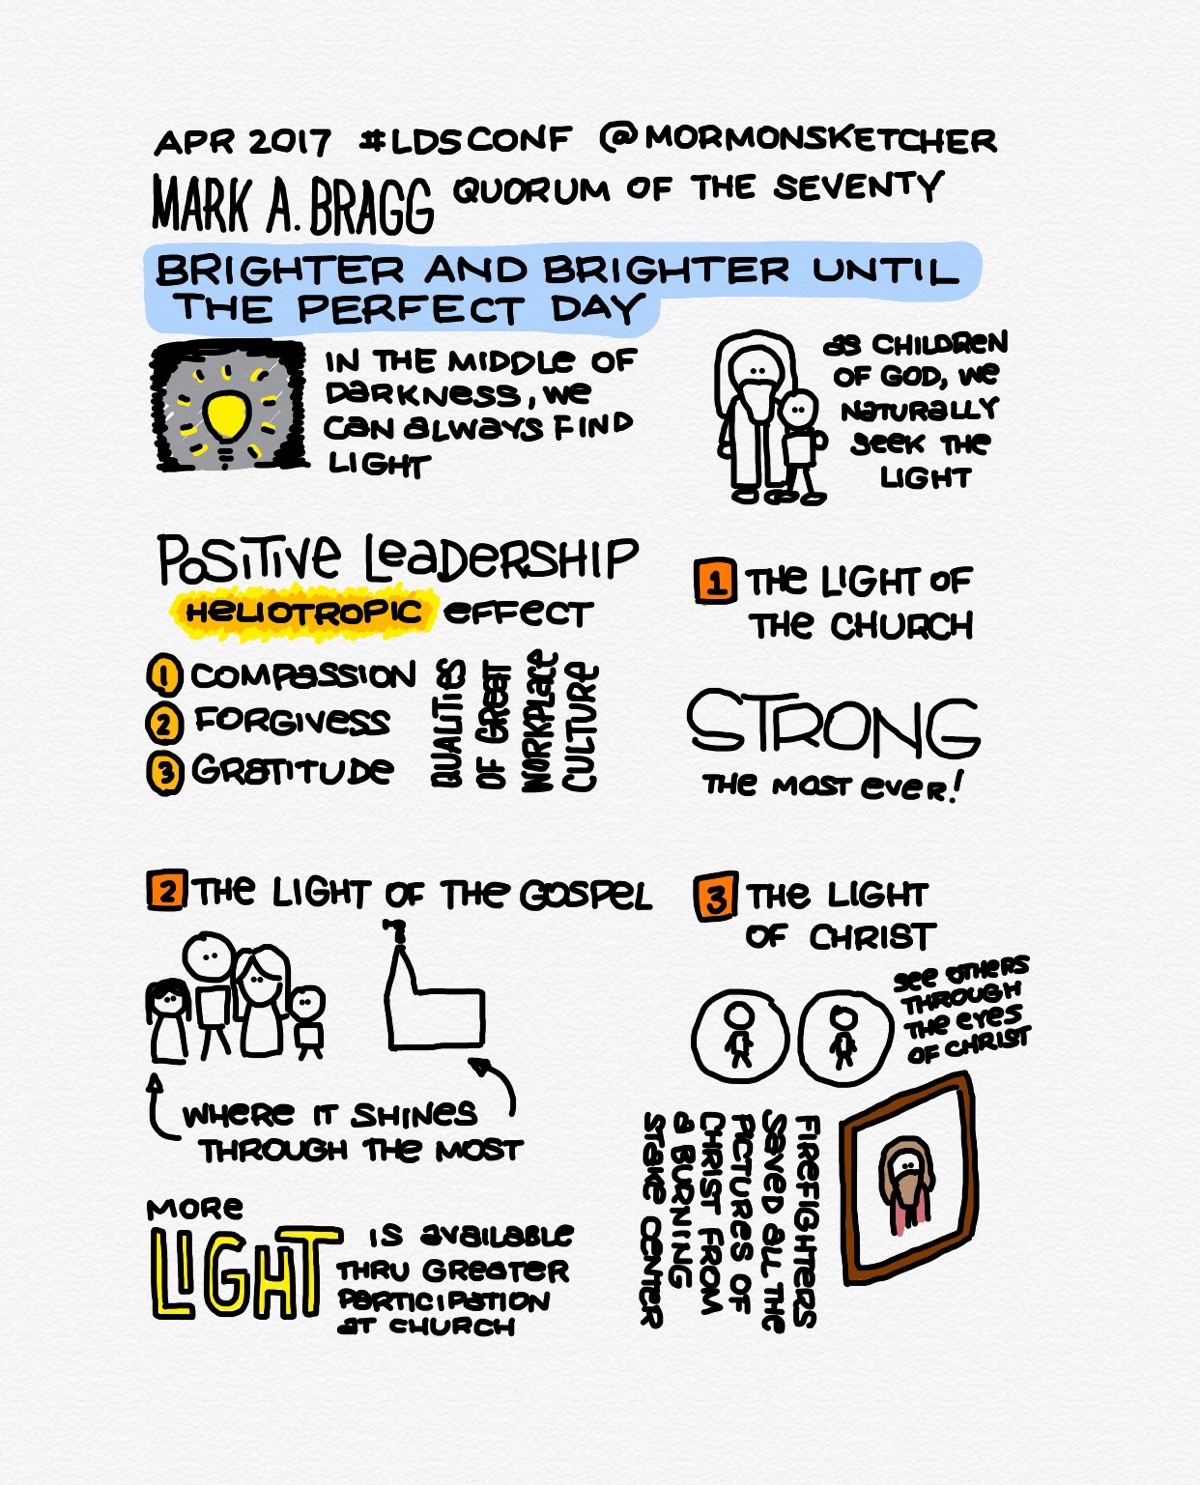 APR 2017 #LDSCONF @MORMONSKETCHER
MARK A. BRAGG QUORUM OF THE SEVENTY
BRIGHTER AND BRIGHTER UNTIL
THE PERFECT DAY
IN THE MIDDLE OF
DARKNESS, WE
CAN ALWAYS FIND
LIGHT
AS CHILDREN
OF GOD, WE
NATURALLY
SEEK THE
LIGHT
POSITIVE LEADERSHIP
HELIOTROPIC EFFECT
1 COMPASSION
2 FORGIVESS
3 GRATITUDE
QUALITIES
OF GREAT
WORKPLACE
CULTURE
1 THE LIGHT OF
THE CHURCH
STRONG
THE MOST EVER!
2 THE LIGHT OF THE GOSPEL
WHERE IT SHINES
THROUGH THE MOST
MORE
LIGHT
IS AVAILABLE
THRU GREATER
PARTICIPATION
AT CHURCH
3 THE LIGHT
OF CHRIST
SEE OTHERS
THROUGH
THE EYES
OF CHRIST
FIREFIGHTERS
SAVED ALL THE
PICTURES OF
CHRIST FROM
A BURNING
STAKE CENTER